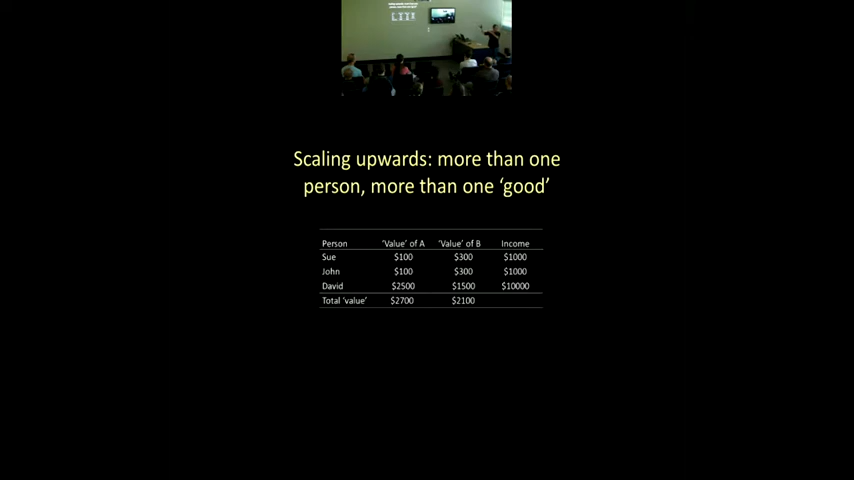 Scaling upwards: more than one
person, more than one ‘good’
Person ‘Value’ of A ‘Value’ of B Income
Sue $100 $300 $1000
John $100 $300 $1000
David $2500 $1500 $10000
Total ‘value’ $2700 $2100